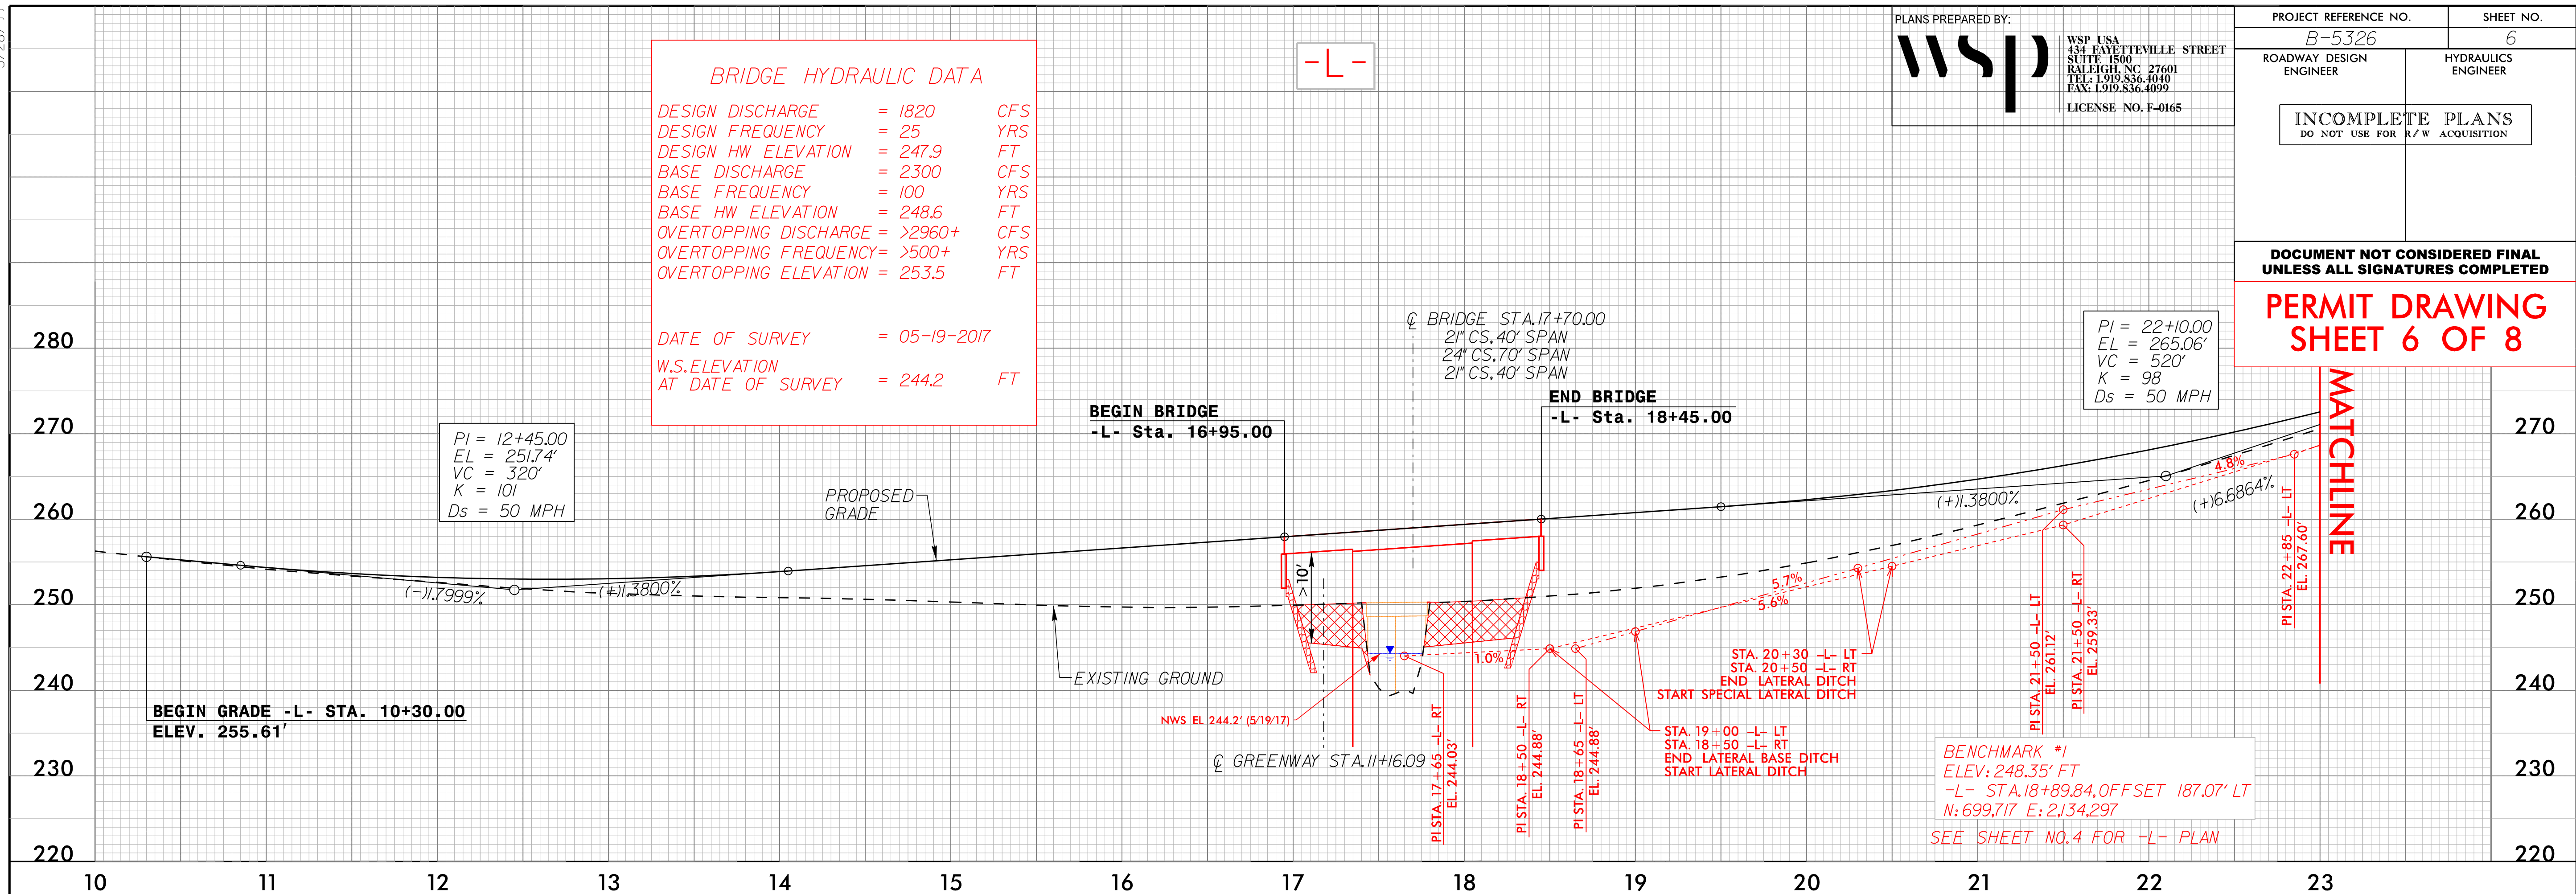 PLANS PREPARED BY:
wsp
WSP USA
434 FAYETTEVILLE STREET
SUITE 1500
RALEIGH, NC 27601
TEL: 1.919.836.4040
FAX: 1.919.836.4099
LICENSE NO. F-0165
PROJECT REFERENCE NO.
SHEET NO.
B-5326
6
ROADWAY DESIGN
ENGINEER
HYDRAULICS
ENGINEER
INCOMPLETE PLANS
DO NOT USE FOR R/W ACQUISITION
DOCUMENT NOT CONSIDERED FINAL
UNLESS ALL SIGNATURES COMPLETED
PERMIT DRAWING
SHEET 6 OF 8
-L-
BRIDGE HYDRAULIC DATA
DESIGN DISCHARGE = 1820 CFS
DESIGN FREQUENCY = 25 YRS
DESIGN HW ELEVATION = 247.9 FT
BASE DISCHARGE = 2300 CFS
BASE FREQUENCY = 100 YRS
BASE HW ELEVATION = 248.6 FT
OVERTOPPING DISCHARGE = >2960+ CFS
OVERTOPPING FREQUENCY= >500+ YRS
OVERTOPPING ELEVATION = 253.5 FT
DATE OF SURVEY = 05-19-2017
W.S.ELEVATION
AT DATE OF SURVEY = 244.2 FT
℄ BRIDGE STA.17+70.00
21" CS,40' SPAN
24" CS,70' SPAN
21" CS,40' SPAN
PI = 22+10.00
EL = 265.06'
VC = 520'
K = 98
Ds = 50 MPH
PI = 12+45.00
EL = 251.74'
VC = 320'
K = 101
Ds = 50 MPH
BEGIN BRIDGE
-L- Sta. 16+95.00
END BRIDGE
-L- Sta. 18+45.00
PROPOSED
GRADE
MATCHLINE
(-)1.7999%
(+)1.3800%
>10'
(+)1.3800%
4.8%
(+)6.6864%
5.7%
5.6%
1.0%
EXISTING GROUND
BEGIN GRADE -L- STA. 10+30.00
ELEV. 255.61'
NWS EL 244.2' (5/19/17)
℄ GREENWAY STA.11+16.09
PI STA. 17+65 -L- RT
EL. 244.03'
PI STA. 18+50 -L- RT
EL. 244.88'
PI STA. 18+65 -L- LT
EL. 244.88'
STA. 20+30 -L- LT
STA. 20+50 -L- RT
END LATERAL DITCH
START SPECIAL LATERAL DITCH
STA. 19+00 -L- LT
STA. 18+50 -L- RT
END LATERAL BASE DITCH
START LATERAL DITCH
PI STA. 21+50 -L- LT
EL. 261.12'
PI STA. 21+50 -L- RT
EL. 259.33'
PI STA. 22+85 -L- LT
EL. 267.60'
BENCHMARK #1
ELEV: 248.35' FT
-L- STA.18+89.84,OFFSET 187.07' LT
N: 699,717 E: 2,134,297
SEE SHEET NO.4 FOR -L- PLAN
280
270
260
250
240
230
220
270
260
250
240
230
220
10 11 12 13 14 15 16 17 18 19 20 21 22 23